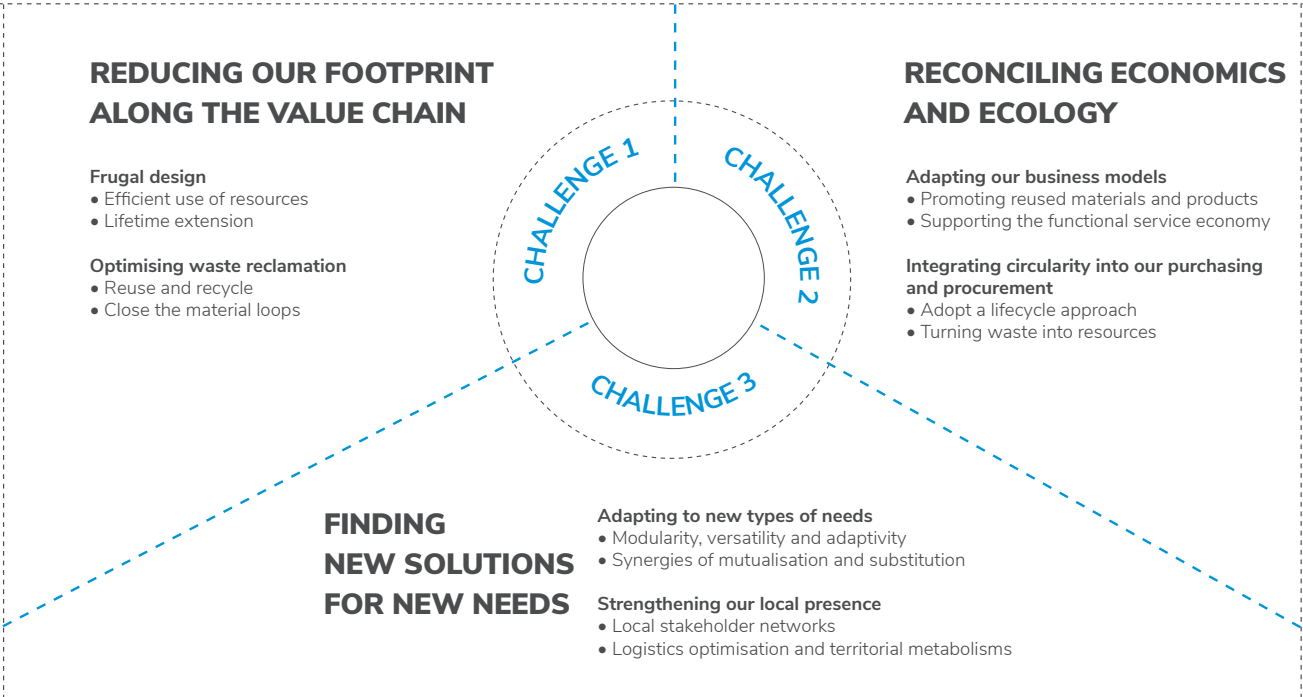 REDUCING OUR FOOTPRINT
ALONG THE VALUE CHAIN
Frugal design
• Efficient use of resources
• Lifetime extension
Optimising waste reclamation
• Reuse and recycle
• Close the material loops
CHALLENGE 1
CHALLENGE 2
CHALLENGE 3
RECONCILING ECONOMICS
AND ECOLOGY
Adapting our business models
• Promoting reused materials and products
• Supporting the functional service economy
Integrating circularity into our purchasing
and procurement
• Adopt a lifecycle approach
• Turning waste into resources
FINDING
NEW SOLUTIONS
FOR NEW NEEDS
Adapting to new types of needs
• Modularity, versatility and adaptivity
• Synergies of mutualisation and substitution
Strengthening our local presence
• Local stakeholder networks
• Logistics optimisation and territorial metabolisms